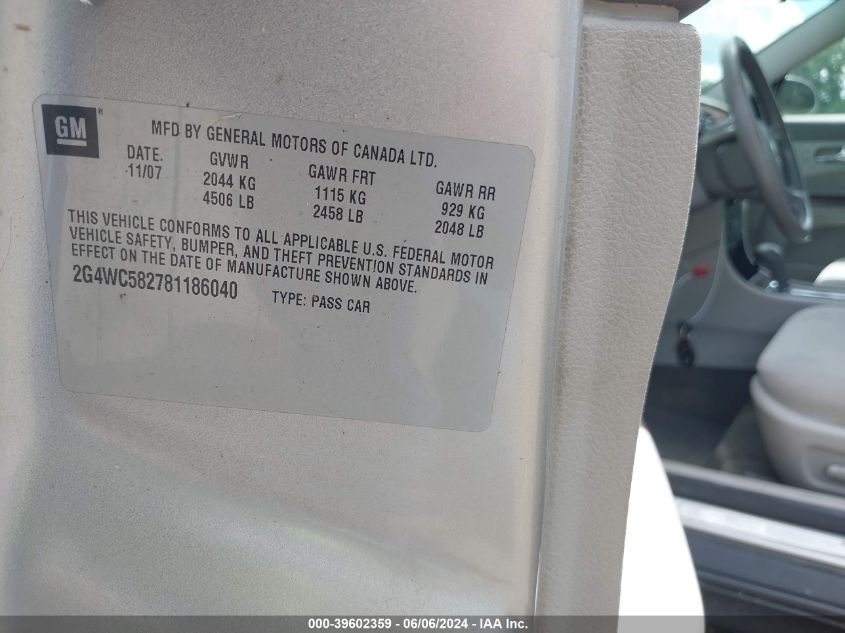 GM®
MFD BY GENERAL MOTORS OF CANADA LTD.
DATE. GVWR GAWR FRT GAWR RR
11/07 2044 KG 1115 KG 929 KG
4506 LB 2458 LB 2048 LB
THIS VEHICLE CONFORMS TO ALL APPLICABLE U.S. FEDERAL MOTOR
VEHICLE SAFETY, BUMPER, AND THEFT PREVENTION STANDARDS IN
EFFECT ON THE DATE OF MANUFACTURE SHOWN ABOVE.
2G4WC582781186040 TYPE: PASS CAR
000-39602359 - 06/06/2024 - IAA Inc.